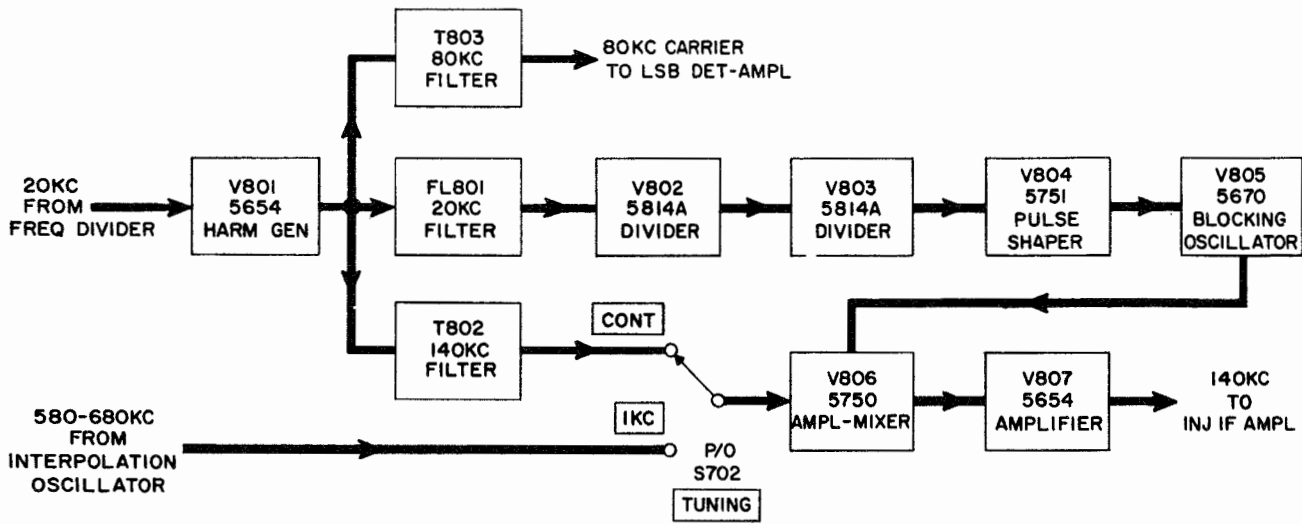 T803
80KC
FILTER
80KC CARRIER
TO LSB DET-AMPL
20KC
FROM
FREQ DIVIDER
V801
5654
HARM GEN
FL801
20KC
FILTER
V802
5814A
DIVIDER
V803
5814A
DIVIDER
V804
5751
PULSE
SHAPER
V805
5670
BLOCKING
OSCILLATOR
T802
140KC
FILTER
CONT
580-680KC
FROM
INTERPOLATION
OSCILLATOR
1KC
P/O
S702
TUNING
V806
5750
AMPL-MIXER
V807
5654
AMPLIFIER
140KC
TO
INJ IF AMPL